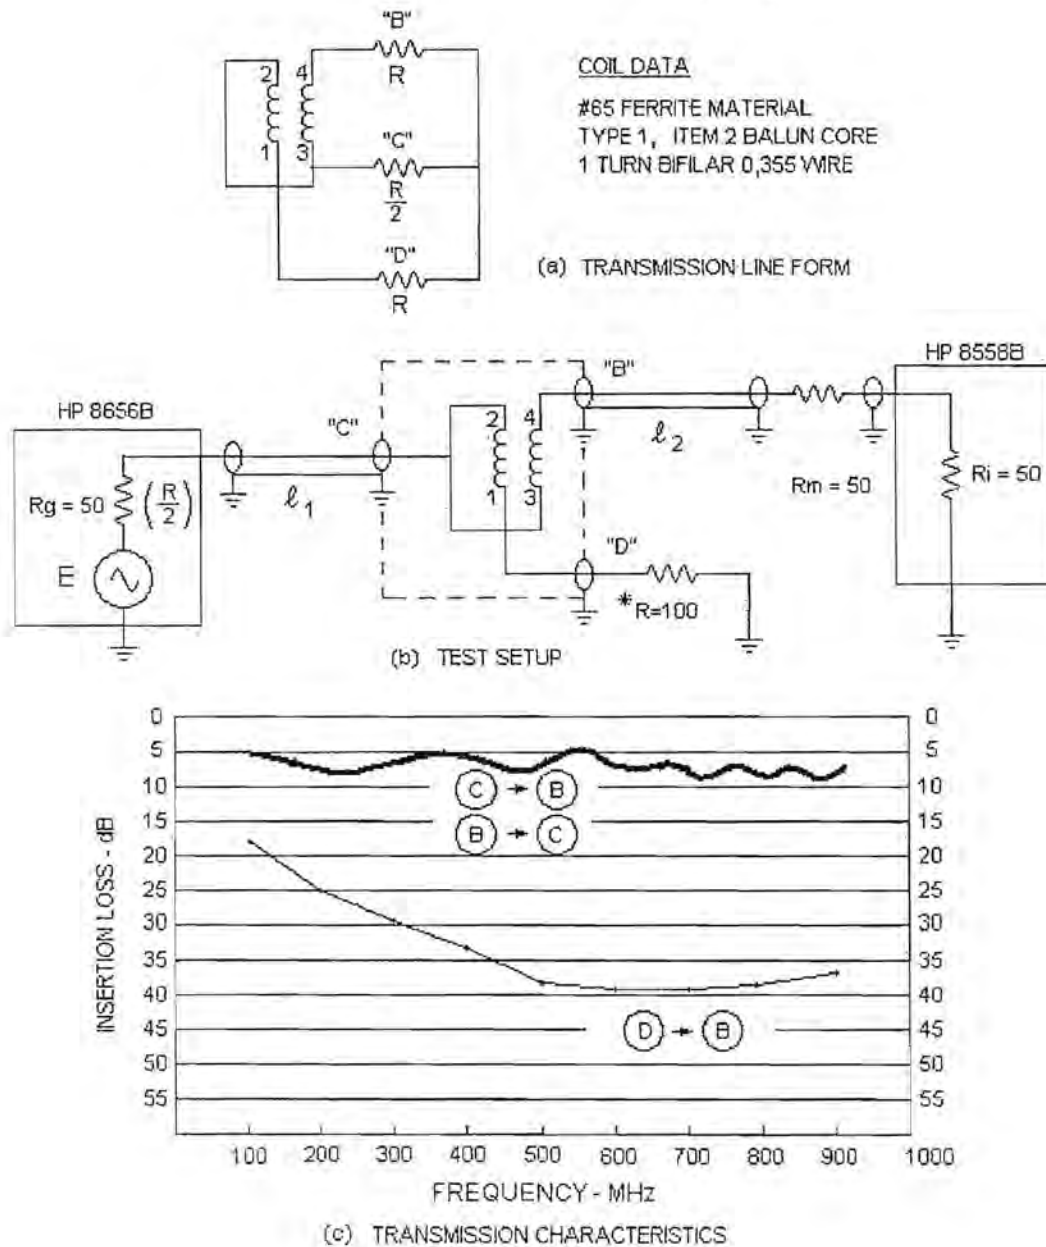 "B"
R
2 4
1 3
"C"
R
2
"D"
R
COIL DATA
#65 FERRITE MATERIAL
TYPE 1, ITEM 2 BALUN CORE
1 TURN BIFILAR 0,355 WIRE
(a) TRANSMISSION LINE FORM
HP 8656B
Rg = 50 (R/2)
E
ℓ1
"C"
2 4
1 3
"B"
ℓ2
Rm = 50
HP 8558B
Ri = 50
"D"
*R=100
(b) TEST SETUP
INSERTION LOSS - dB
0 0
5 5
10 10
C → B
15 15
B → C
20 20
25 25
30 30
35 35
40 40
45 D → B 45
50 50
55 55
100 200 300 400 500 600 700 800 900 1000
FREQUENCY - MHz
(c) TRANSMISSION CHARACTERISTICS